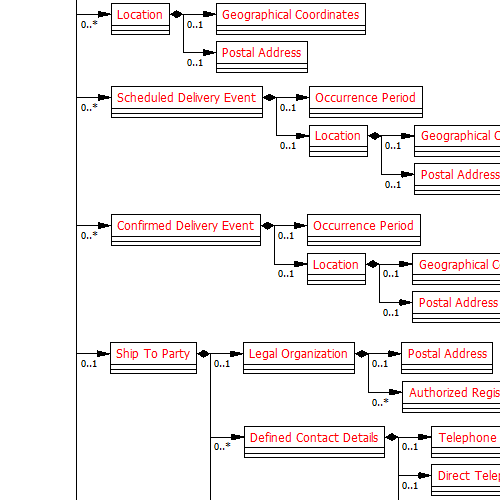 Location
Geographical Coordinates
0..*
0..1
Postal Address
0..1
Scheduled Delivery Event
Occurrence Period
0..*
0..1
Location
Geographical C
0..1
0..1
Postal Address
0..1
Confirmed Delivery Event
Occurrence Period
0..*
0..1
Location
Geographical C
0..1
0..1
Postal Address
0..1
Ship To Party
Legal Organization
Postal Address
0..1
0..1
0..1
Authorized Regis
0..*
Defined Contact Details
Telephone
0..*
0..1
Direct Telep
0..1